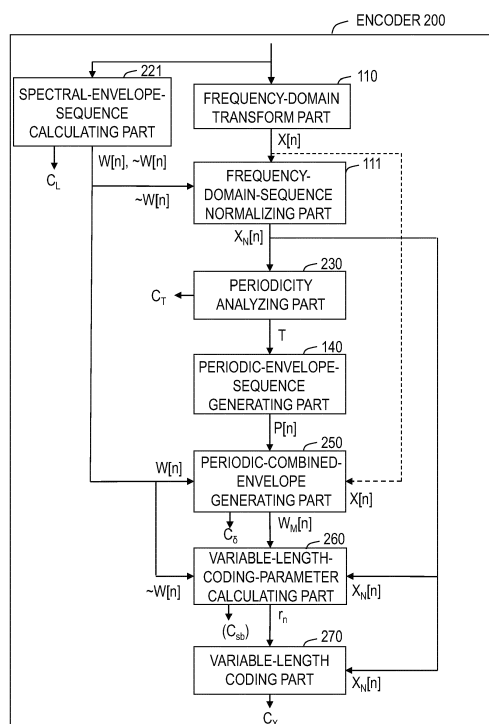 ENCODER 200
221
SPECTRAL-ENVELOPE-
SEQUENCE
CALCULATING PART
110
FREQUENCY-DOMAIN
TRANSFORM PART
X[n]
W[n], ~W[n]
C_L
~W[n]
111
FREQUENCY-
DOMAIN-SEQUENCE
NORMALIZING PART
X_N[n]
230
PERIODICITY
ANALYZING PART
C_T
T
140
PERIODIC-ENVELOPE-
SEQUENCE
GENERATING PART
P[n]
250
W[n]
PERIODIC-COMBINED-
ENVELOPE
GENERATING PART
X[n]
C_δ
W_M[n]
260
VARIABLE-LENGTH-
CODING-PARAMETER
CALCULATING PART
~W[n]
X_N[n]
(C_sb)
r_n
270
VARIABLE-LENGTH
CODING PART
X_N[n]
C_X